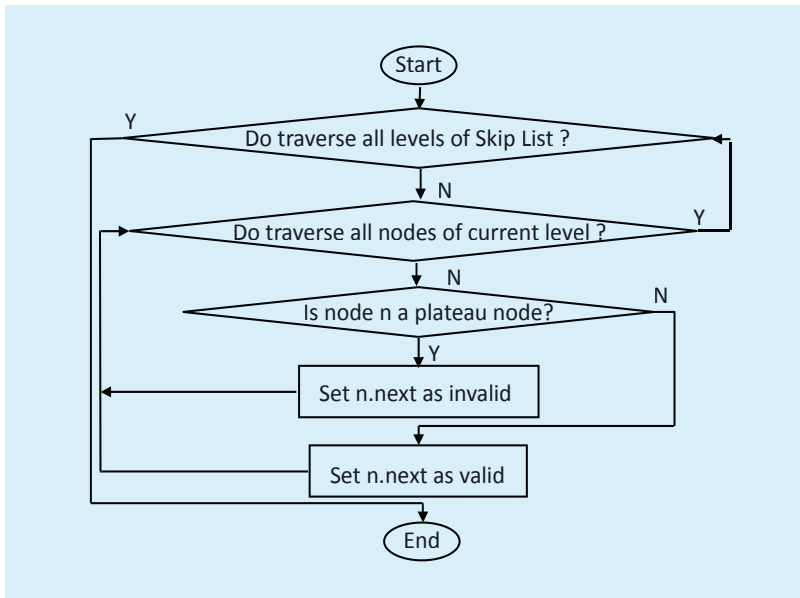 Start
Y
Do traverse all levels of Skip List ?
N
Do traverse all nodes of current level ?
Y
N
Is node n a plateau node?
N
Y
Set n.next as invalid
Set n.next as valid
End